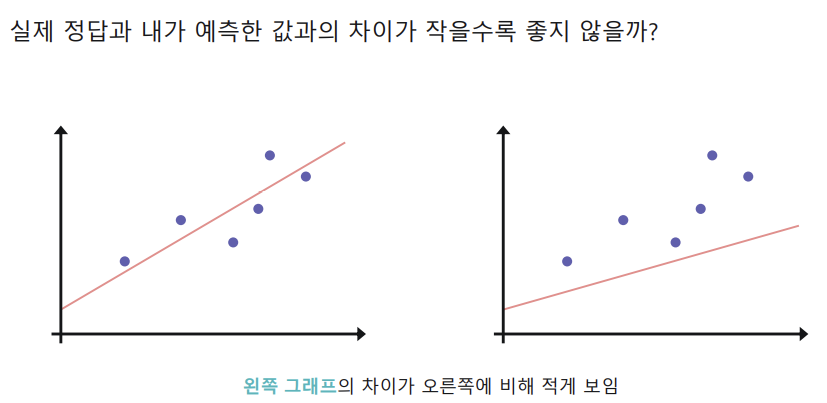 실제 정답과 내가 예측한 값과의 차이가 작을수록 좋지 않을까?
왼쪽 그래프의 차이가 오른쪽에 비해 적게 보임